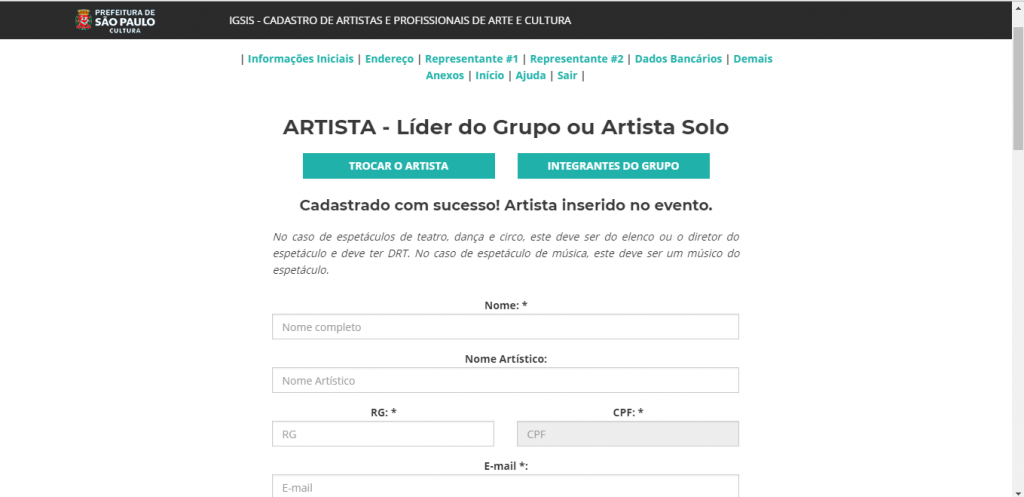 PREFEITURA DE
SÃO PAULO
CULTURA
IGSIS - CADASTRO DE ARTISTAS E PROFISSIONAIS DE ARTE E CULTURA
| Informações Iniciais | Endereço | Representante #1 | Representante #2 | Dados Bancários | Demais
Anexos | Início | Ajuda | Sair |
ARTISTA - Líder do Grupo ou Artista Solo
TROCAR O ARTISTA
INTEGRANTES DO GRUPO
Cadastrado com sucesso! Artista inserido no evento.
No caso de espetáculos de teatro, dança e circo, este deve ser do elenco ou o diretor do
espetáculo e deve ter DRT. No caso de espetáculo de música, este deve ser um músico do
espetáculo.
Nome: *
Nome completo
Nome Artístico:
Nome Artístico
RG: *
CPF: *
RG
CPF
E-mail *:
E-mail